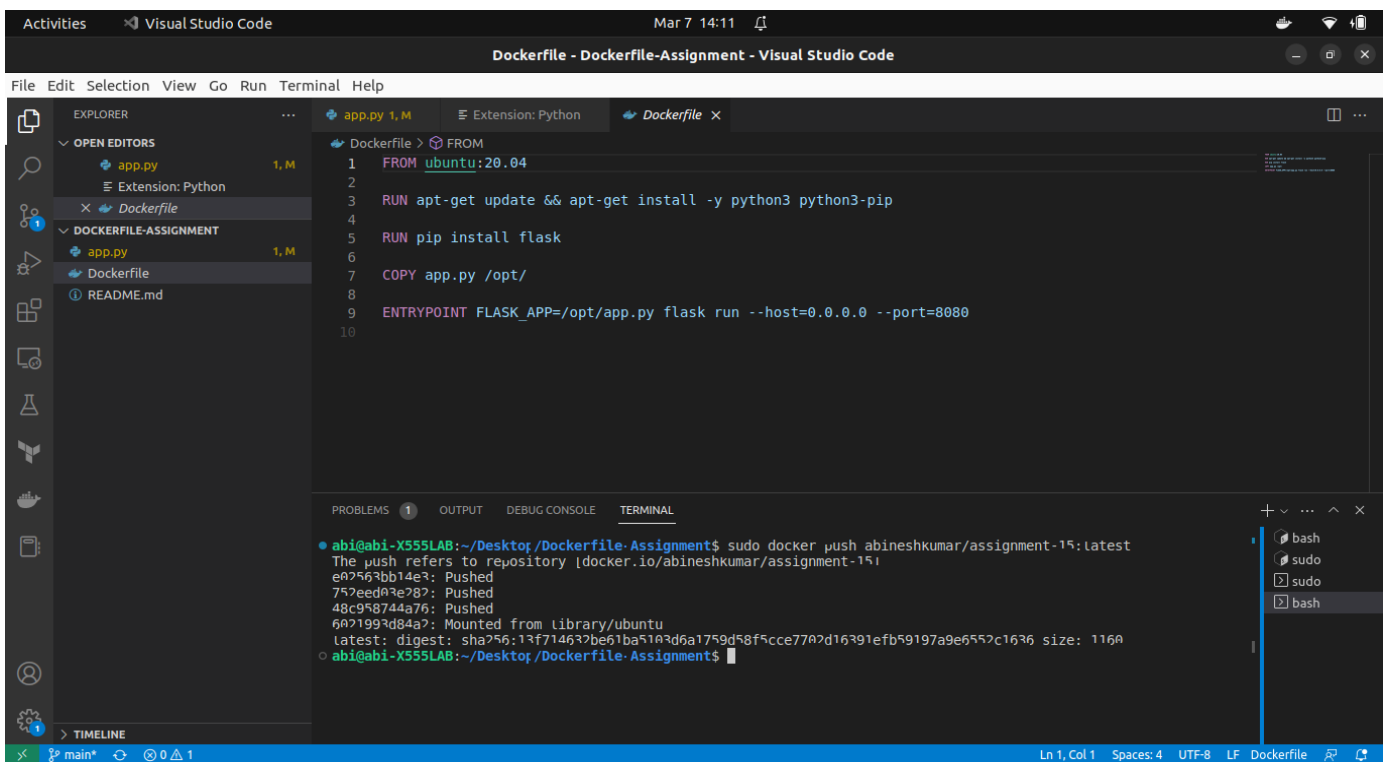 Activities Visual Studio Code Mar 7 14:11
Dockerfile - Dockerfile-Assignment - Visual Studio Code
File Edit Selection View Go Run Terminal Help
EXPLORER ...
OPEN EDITORS
app.py 1, M
Extension: Python
Dockerfile
DOCKERFILE-ASSIGNMENT
app.py 1, M
Dockerfile
README.md
TIMELINE
1
1
app.py 1, M Extension: Python Dockerfile
Dockerfile > FROM
1 FROM ubuntu:20.04
2
3 RUN apt-get update && apt-get install -y python3 python3-pip
4
5 RUN pip install flask
6
7 COPY app.py /opt/
8
9 ENTRYPOINT FLASK_APP=/opt/app.py flask run --host=0.0.0.0 --port=8080
10
PROBLEMS 1 OUTPUT DEBUG CONSOLE TERMINAL
abi@abi-X555LAB:~/Desktop/Dockerfile-Assignment$ sudo docker push abineshkumar/assignment-15:latest
The push refers to repository [docker.io/abineshkumar/assignment-15]
e02563bb14e3: Pushed
752eed03e282: Pushed
48c958744a76: Pushed
6021993d84a2: Mounted from library/ubuntu
latest: digest: sha256:13f714632be61ba5103d6a1759d58f5cce7702d16391efb59197a9e6552c1636 size: 1160
abi@abi-X555LAB:~/Desktop/Dockerfile-Assignment$
bash
sudo
sudo
bash
main* 0 1 Ln 1, Col 1 Spaces: 4 UTF-8 LF Dockerfile